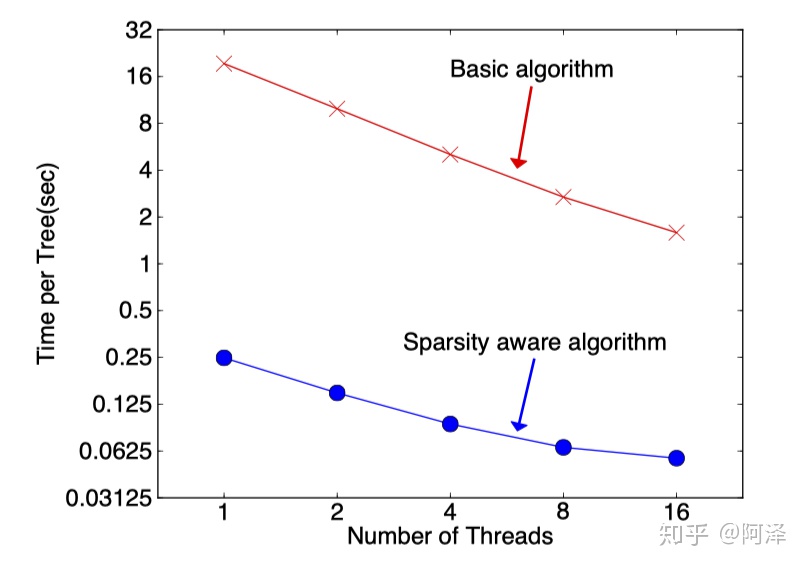 32
16
8
4
2
1
0.5
0.25
0.125
0.0625
0.03125
Time per Tree(sec)
Basic algorithm
Sparsity aware algorithm
1 2 4 8 16
Number of Threads
知乎 @阿泽